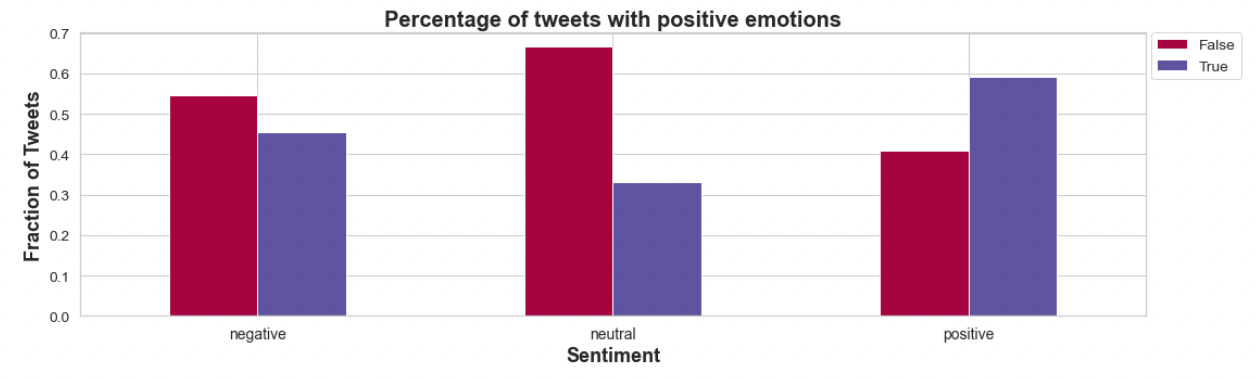 Percentage of tweets with positive emotions
False
True
Fraction of Tweets
0.7
0.6
0.5
0.4
0.3
0.2
0.1
0.0
negative neutral positive
Sentiment